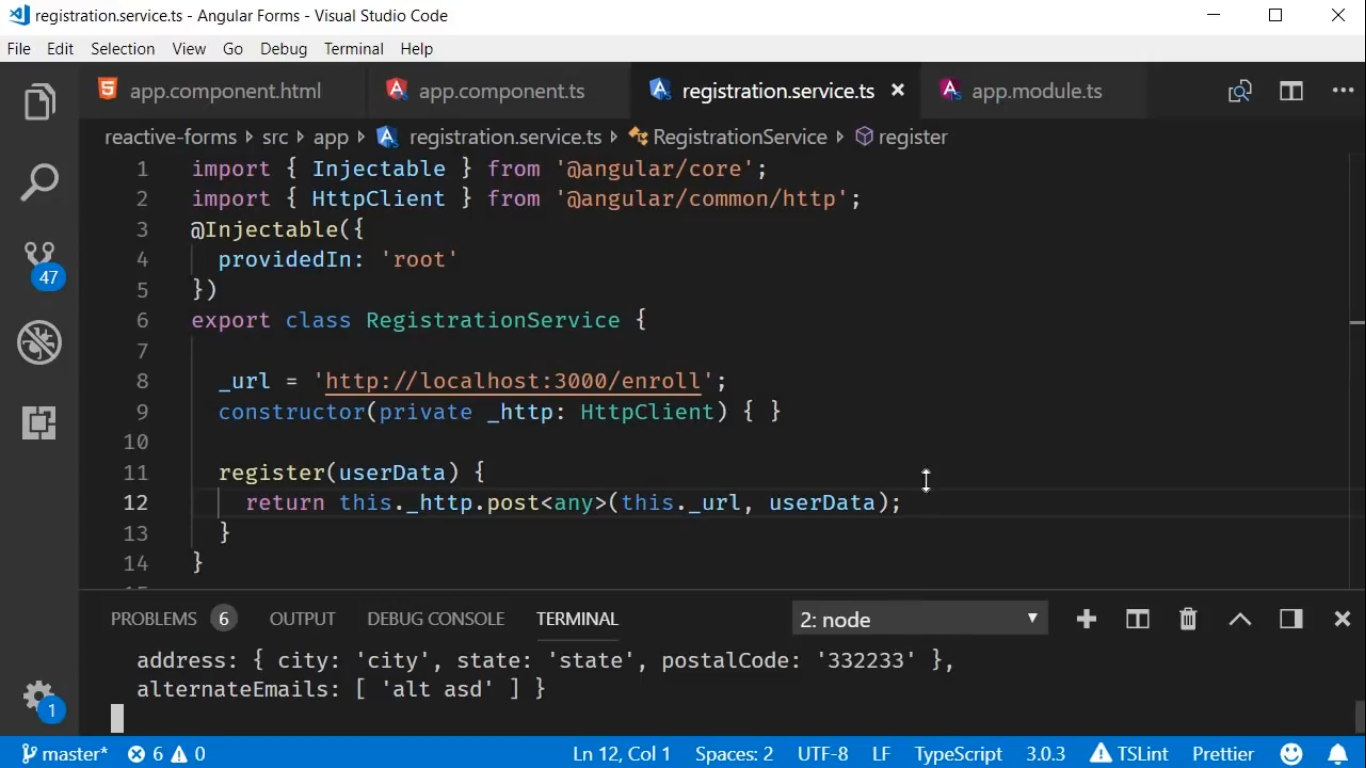 registration.service.ts - Angular Forms - Visual Studio Code
File Edit Selection View Go Debug Terminal Help
app.component.html app.component.ts registration.service.ts app.module.ts
reactive-forms src app registration.service.ts RegistrationService register
1 import { Injectable } from '@angular/core';
2 import { HttpClient } from '@angular/common/http';
3 @Injectable({
4 providedIn: 'root'
5 })
6 export class RegistrationService {
7
8 _url = 'http://localhost:3000/enroll';
9 constructor(private _http: HttpClient) { }
10
11 register(userData) {
12 return this._http.post<any>(this._url, userData);
13 }
14 }
47
PROBLEMS 6 OUTPUT DEBUG CONSOLE TERMINAL 2: node
address: { city: 'city', state: 'state', postalCode: '332233' },
alternateEmails: [ 'alt asd' ] }
1
master* 6 0 Ln 12, Col 1 Spaces: 2 UTF-8 LF TypeScript 3.0.3 TSLint Prettier